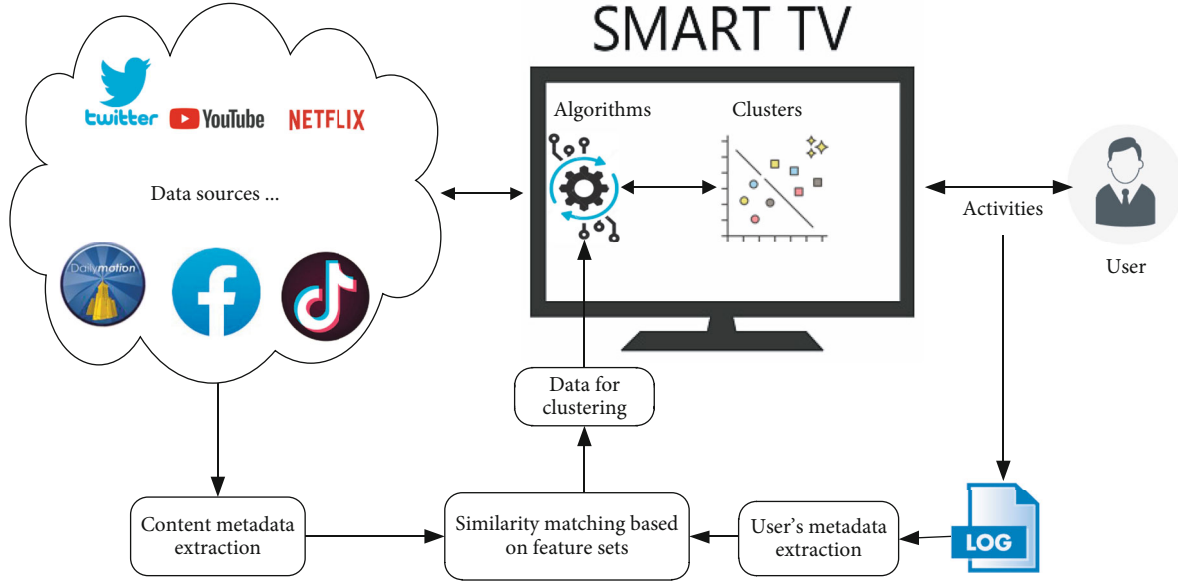 SMART TV
twitter
YouTube
NETFLIX
Data sources ...
Dailymotion
Algorithms
Clusters
Activities
User
Data for
clustering
Content metadata
extraction
Similarity matching based
on feature sets
User's metadata
extraction
LOG